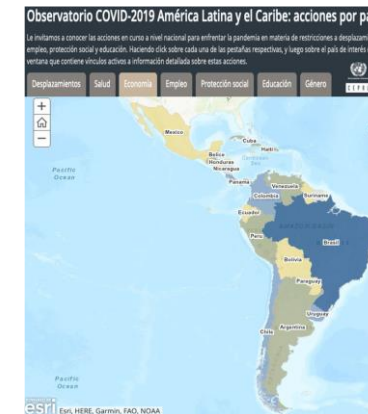 Observatorio COVID-2019 América Latina y el Caribe: acciones por
Le invitamos a conocer las acciones en curso a nivel nacional para enfrentar la pandemia en materia de restricciones a
empleo, protección social y educación. Haciendo click sobre cada una de las pestañas respectivas, y luego sobre el país de interés
ventana que contiene vínculos activos a información detallada sobre estas acciones.
Desplazamientos Salud Economía Empleo Protección social Educación Género
+
−
Mexico
Cuba
Haiti
Belice
Honduras
Caribbean Sea
Nicaragua
Pacific Ocean
Panama
Venezuela
Colombia
Suriname
Ecuador
Peru
Brasil
Bolivia
Paraguay
Uruguay
Chile
Argentina
Pacific Ocean
esri Esri, HERE, Garmin, FAO, NOAA